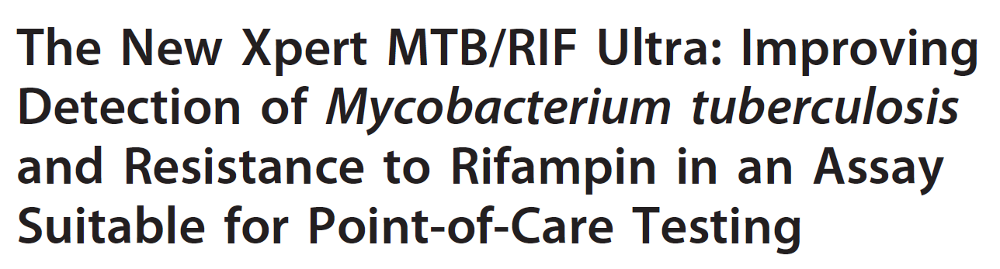 The New Xpert MTB/RIF Ultra: Improving
Detection of Mycobacterium tuberculosis
and Resistance to Rifampin in an Assay
Suitable for Point-of-Care Testing